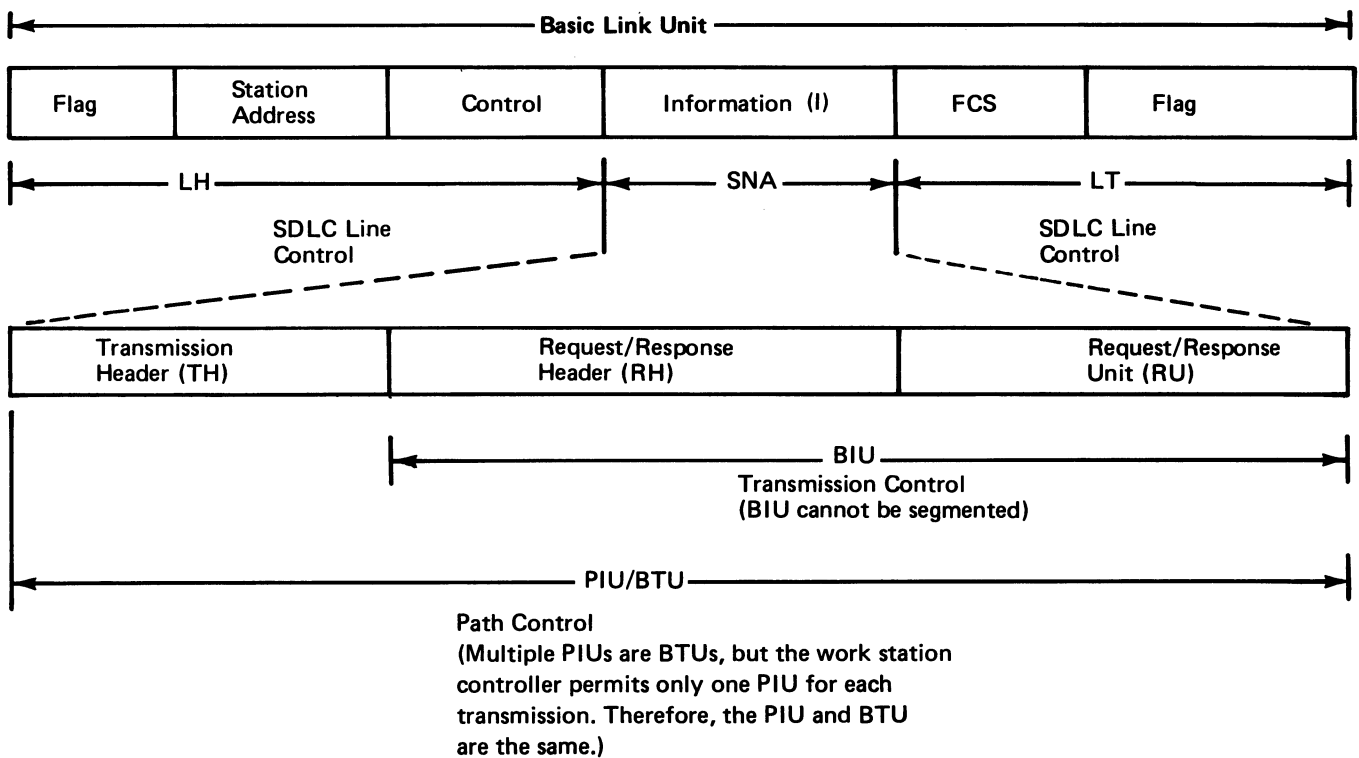 Basic Link Unit
Flag
Station
Address
Control
Information (I)
FCS
Flag
LH
SNA
LT
SDLC Line
Control
SDLC Line
Control
Transmission
Header (TH)
Request/Response
Header (RH)
Request/Response
Unit (RU)
BIU
Transmission Control
(BIU cannot be segmented)
PIU/BTU
Path Control
(Multiple PIUs are BTUs, but the work station
controller permits only one PIU for each
transmission. Therefore, the PIU and BTU
are the same.)